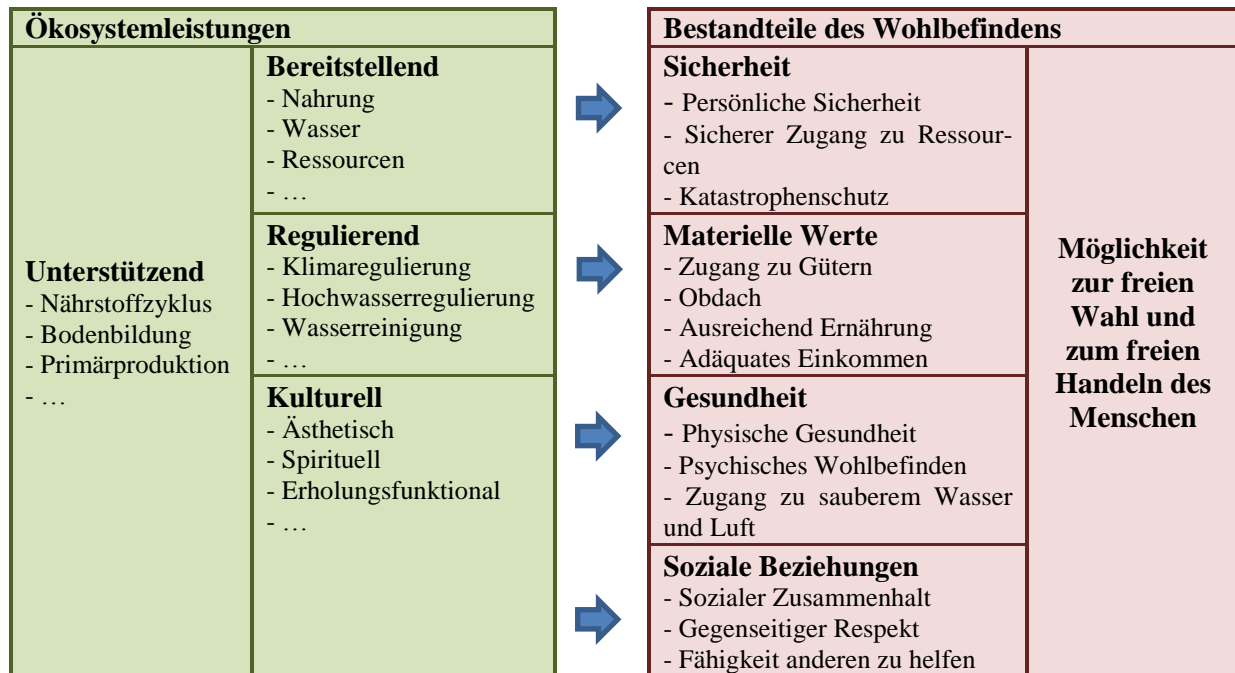 Ökosystemleistungen
Unterstützend
- Nährstoffzyklus
- Bodenbildung
- Primärproduktion
- …
Bereitstellend
- Nahrung
- Wasser
- Ressourcen
- …
Regulierend
- Klimaregulierung
- Hochwasserregulierung
- Wasserreinigung
- …
Kulturell
- Ästhetisch
- Spirituell
- Erholungsfunktional
- …
Bestandteile des Wohlbefindens
Sicherheit
- Persönliche Sicherheit
- Sicherer Zugang zu Ressour-
cen
- Katastrophenschutz
Materielle Werte
- Zugang zu Gütern
- Obdach
- Ausreichend Ernährung
- Adäquates Einkommen
Gesundheit
- Physische Gesundheit
- Psychisches Wohlbefinden
- Zugang zu sauberem Wasser
und Luft
Soziale Beziehungen
- Sozialer Zusammenhalt
- Gegenseitiger Respekt
- Fähigkeit anderen zu helfen
Möglichkeit
zur freien
Wahl und
zum freien
Handeln des
Menschen